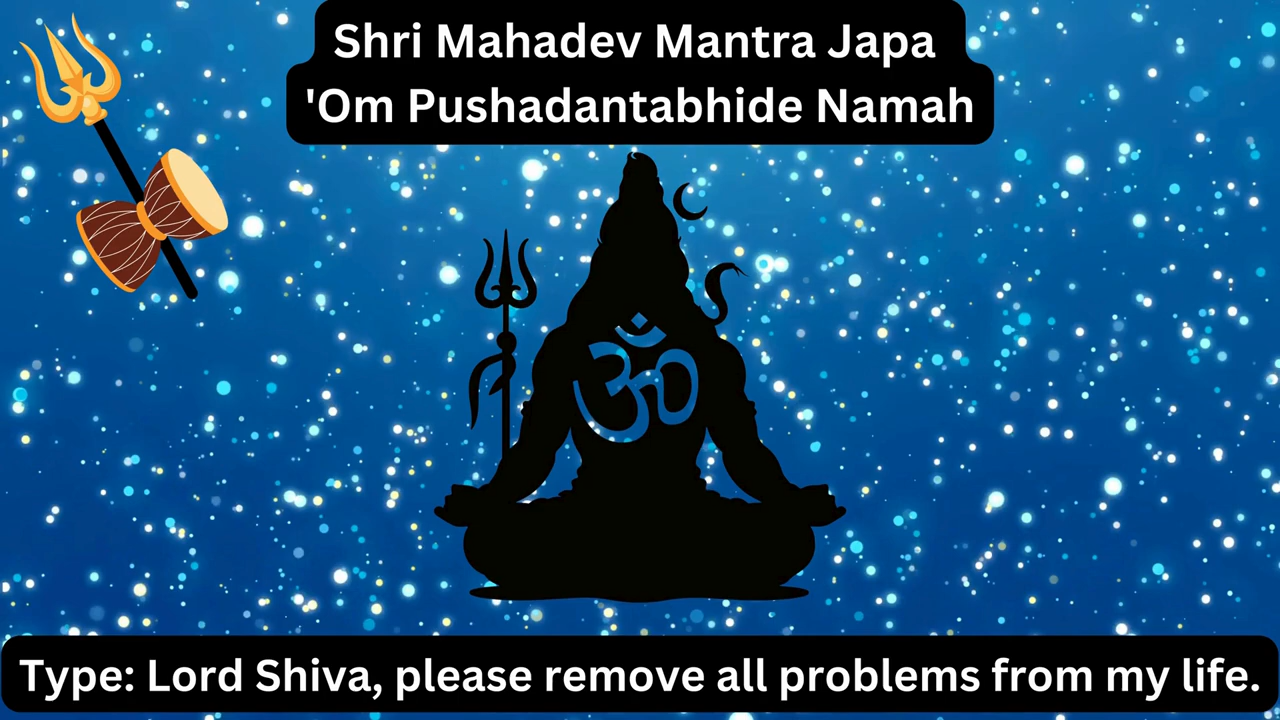 Shri Mahadev Mantra Japa
'Om Pushadantabhide Namah
ॐ
Type: Lord Shiva, please remove all problems from my life.